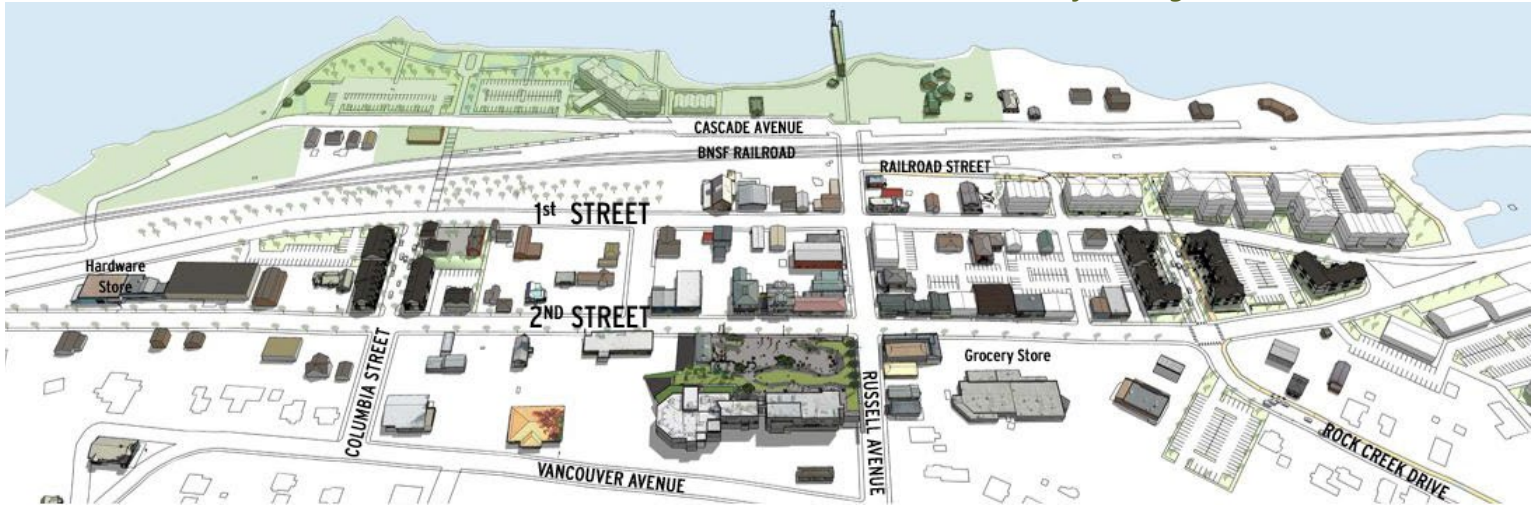 CASCADE AVENUE
BNSF RAILROAD
RAILROAD STREET
1st STREET
Hardware
Store
2ND STREET
Grocery Store
COLUMBIA STREET
RUSSELL AVENUE
ROCK CREEK DRIVE
VANCOUVER AVENUE